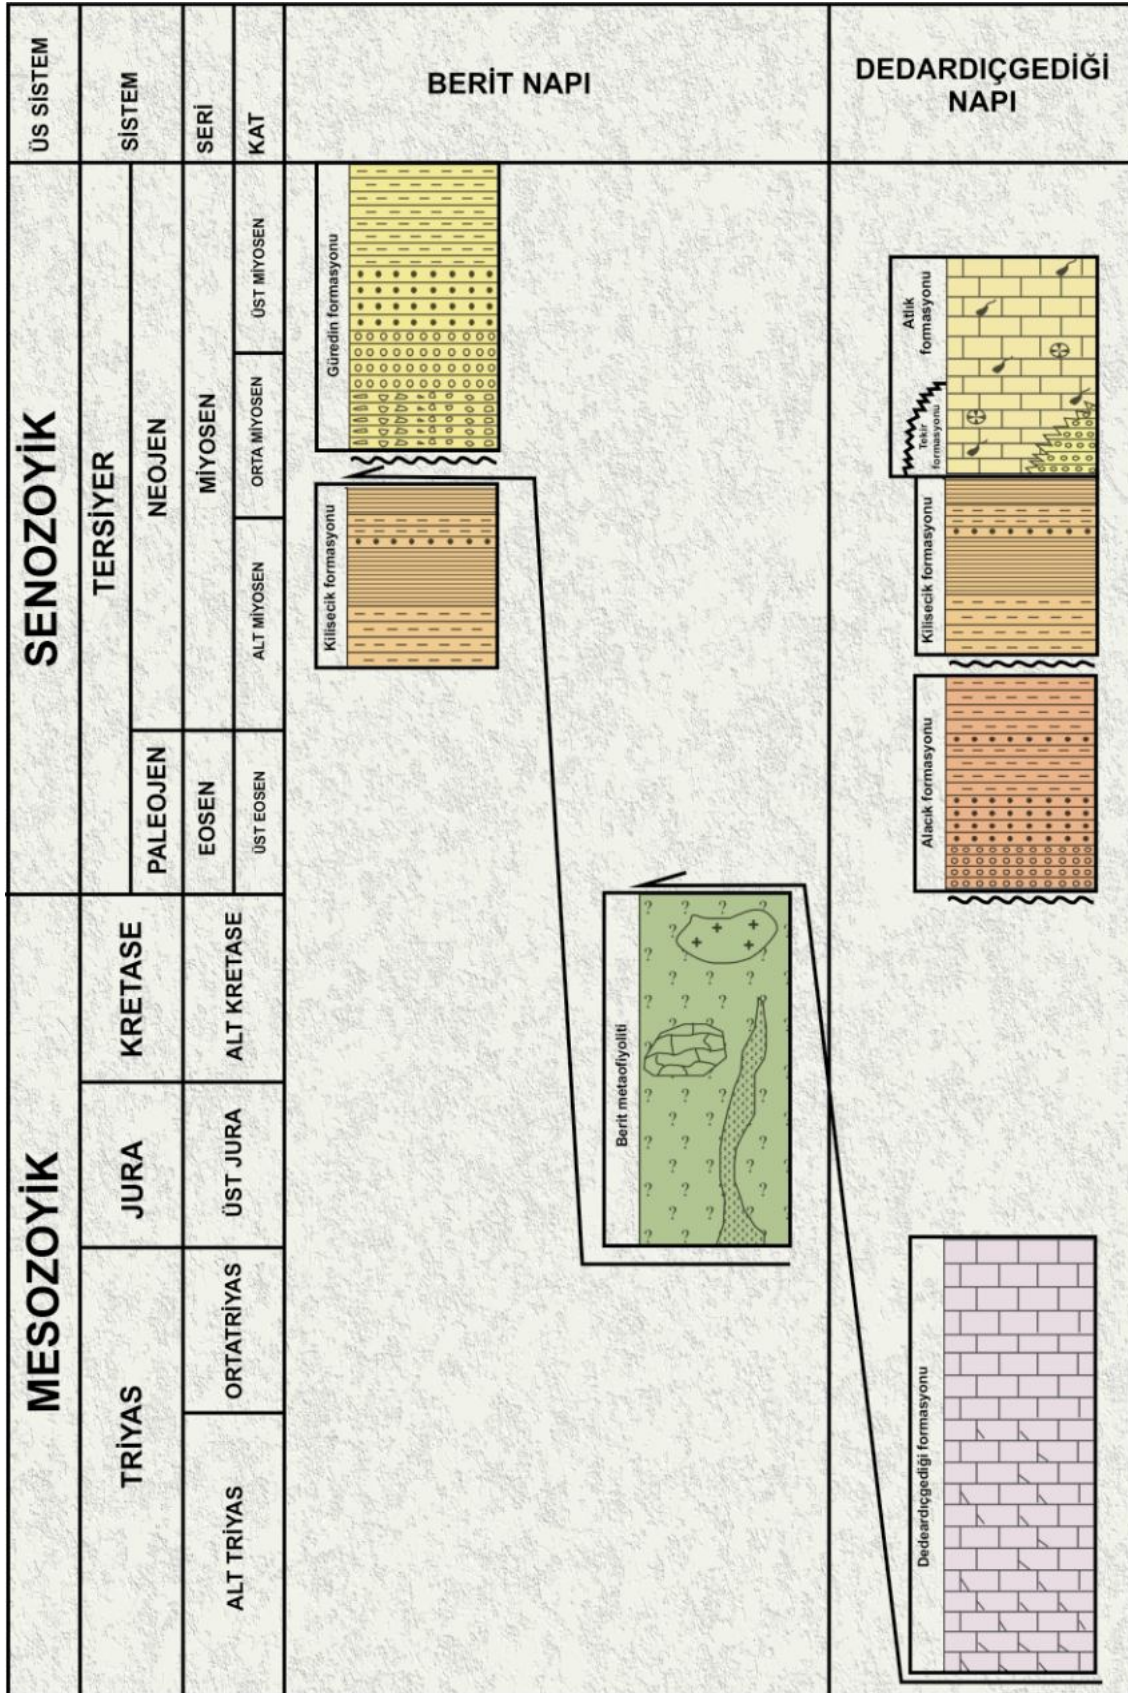 ÜS SİSTEM
SİSTEM
SERİ
KAT
BERİT NAPI
DEDARDIÇGEDİĞİ
NAPI
SENOZOYİK
TERSİYER
NEOJEN
MİYOSEN
ÜST MİYOSEN
ORTA MİYOSEN
ALT MİYOSEN
PALEOJEN
EOSEN
ÜST EOSEN
MESOZOYİK
KRETASE
ALT KRETASE
JURA
ÜST JURA
TRİYAS
ORTATRİYAS
ALT TRİYAS
Güredin formasyonu
Kilisecik formasyonu
Berit metaofiyoliti
? ? ? ? ? ? ? ? ? ? ? ? ? ? ? ? ? ? ? ? ? ? ? ? ? ? ? ? ? ? ? ? ? ?
Atlık
formasyonu
Tekir
formasyonu
Kilisecik formasyonu
Alacık formasyonu
Dedeardıçgediği formasyonu